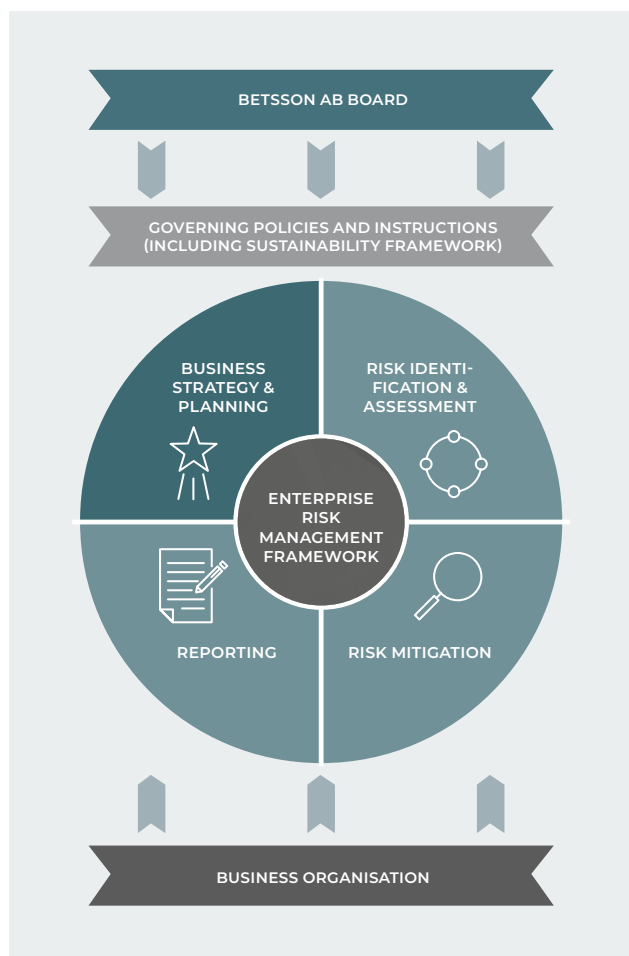 BETSSON AB BOARD
GOVERNING POLICIES AND INSTRUCTIONS
(INCLUDING SUSTAINABILITY FRAMEWORK)
BUSINESS
STRATEGY &
PLANNING
RISK IDENTI-
FICATION &
ASSESSMENT
ENTERPRISE
RISK
MANAGEMENT
FRAMEWORK
REPORTING
RISK MITIGATION
BUSINESS ORGANISATION